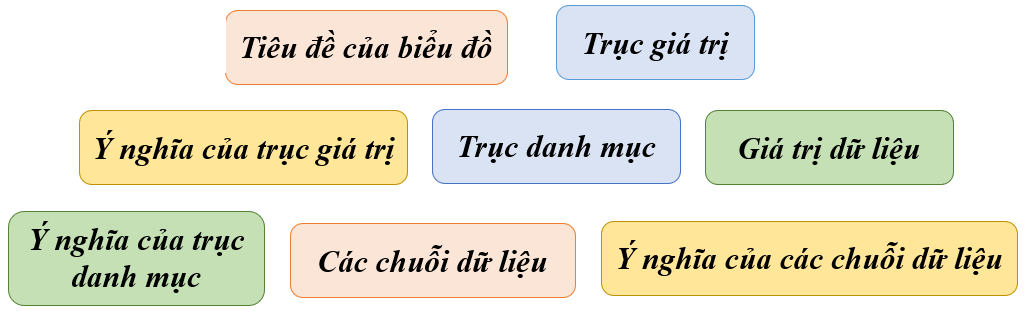 Tiêu đề của biểu đồ
Trục giá trị
Ý nghĩa của trục giá trị
Trục danh mục
Giá trị dữ liệu
Ý nghĩa của trục
danh mục
Các chuỗi dữ liệu
Ý nghĩa của các chuỗi dữ liệu